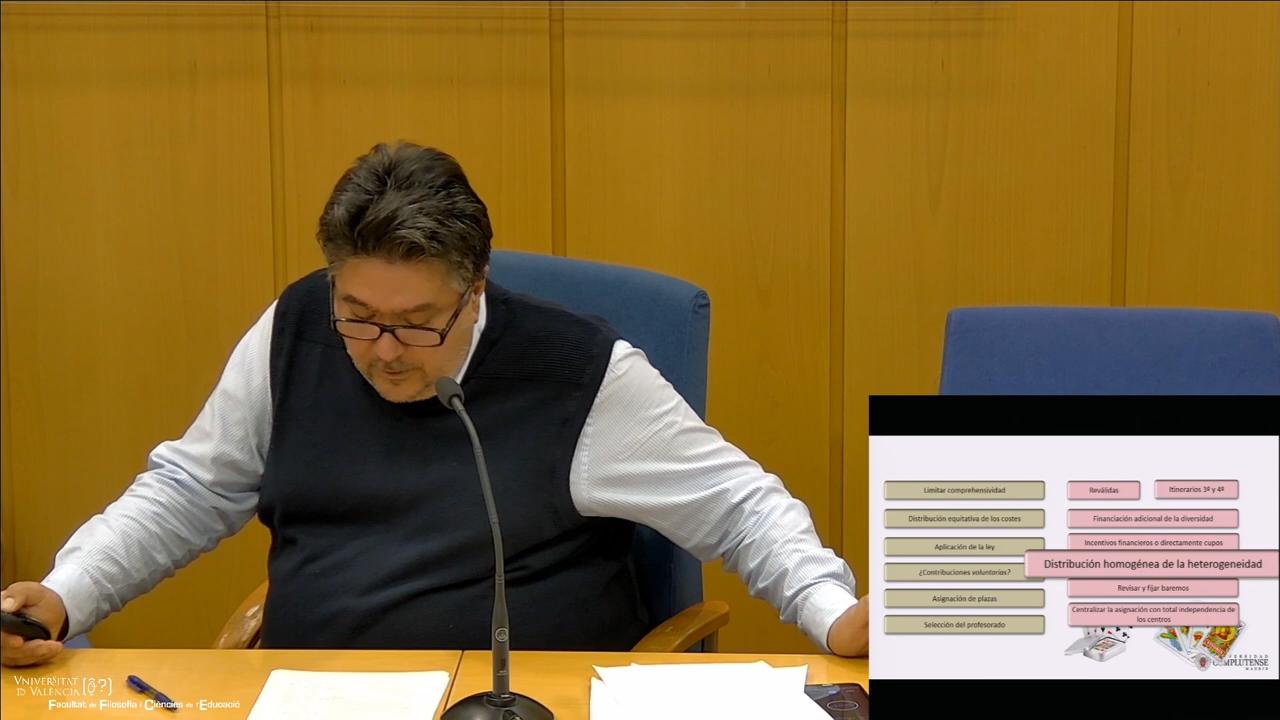 Limitar comprehensividad
Reválidas
Itinerarios 3º y 4º
Distribución equitativa de los costes
Financiación adicional de la diversidad
Aplicación de la ley
Incentivos financieros o directamente cupos
¿Contribuciones voluntarias?
Distribución homogénea de la heterogeneidad
Asignación de plazas
Revisar y fijar baremos
Selección del profesorado
Centralizar la asignación con total independencia de
los centros
COMPLUTENSE
MADRID
VNIVERSITAT
D VALÈNCIA
Facultat de Filosofia i Ciències de l'Educació